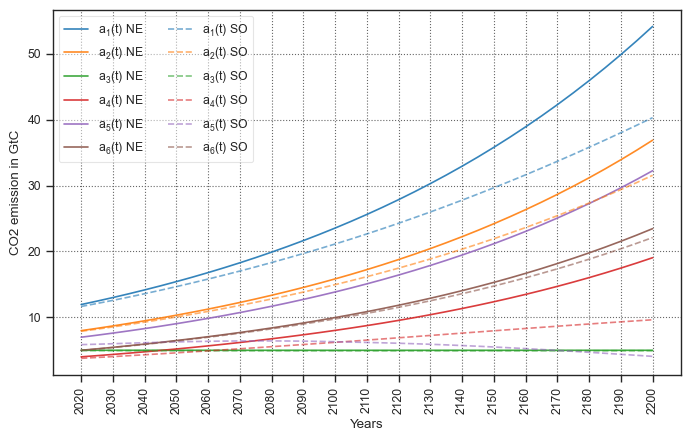 a₁(t) NE a₁(t) SO
a₂(t) NE a₂(t) SO
a₃(t) NE a₃(t) SO
a₄(t) NE a₄(t) SO
a₅(t) NE a₅(t) SO
a₆(t) NE a₆(t) SO
CO2 emission in GtC
50
40
30
20
10
2020 2030 2040 2050 2060 2070 2080 2090 2100 2110 2120 2130 2140 2150 2160 2170 2180 2190 2200
Years